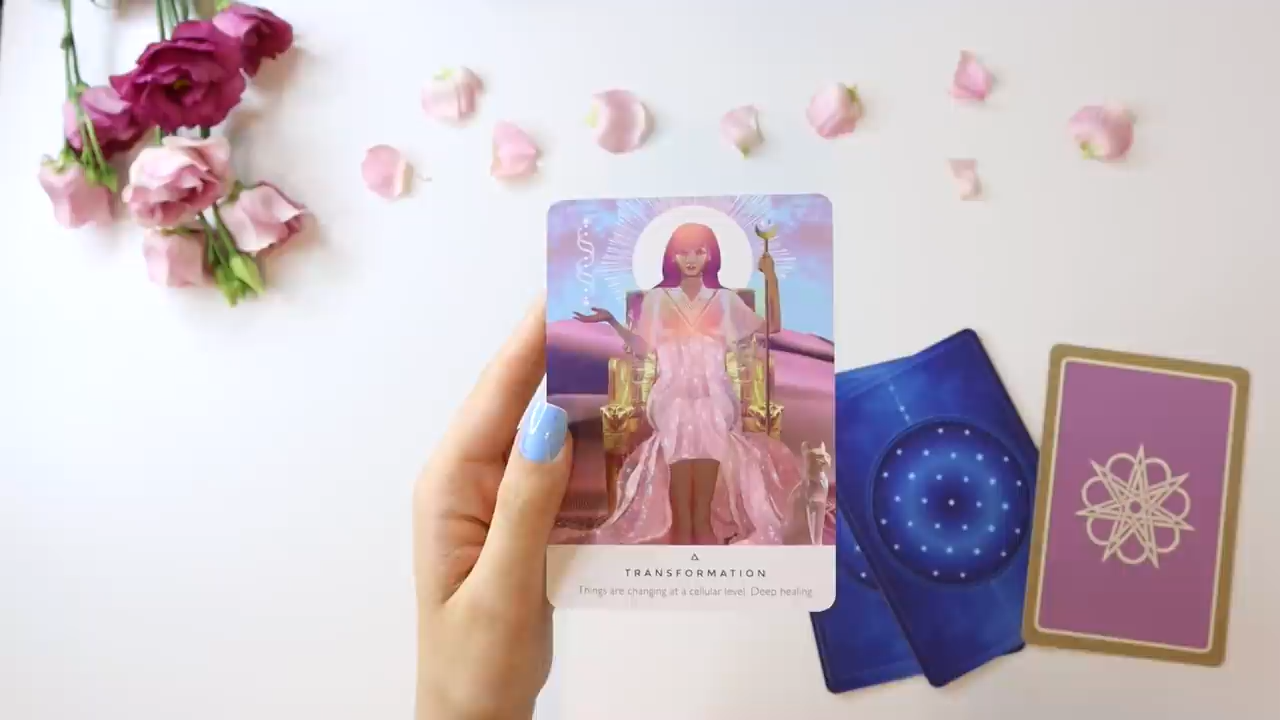 TRANSFORMATION
Things are changing at a cellular level. Deep healing.